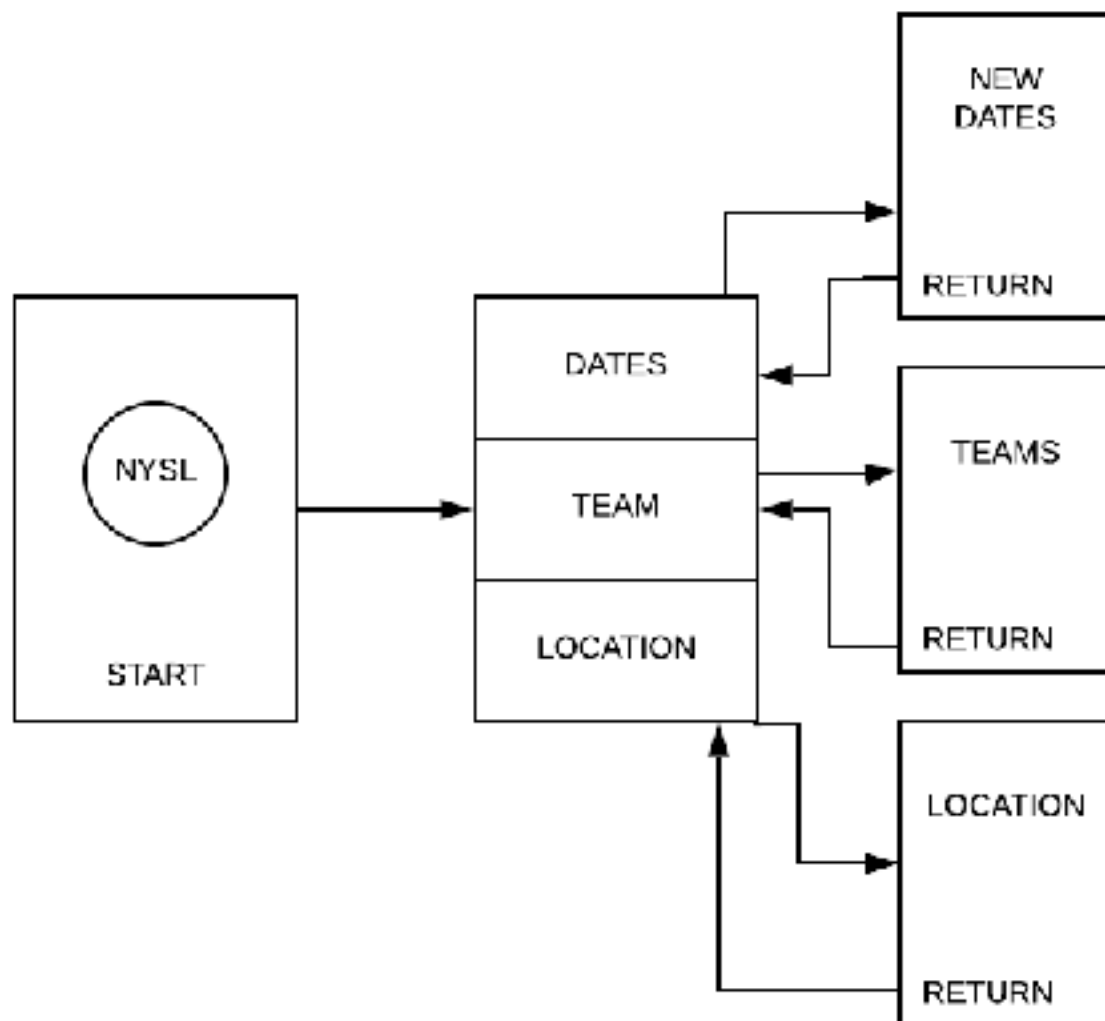 NYSL
START
DATES
TEAM
LOCATION
NEW
DATES
RETURN
TEAMS
RETURN
LOCATION
RETURN